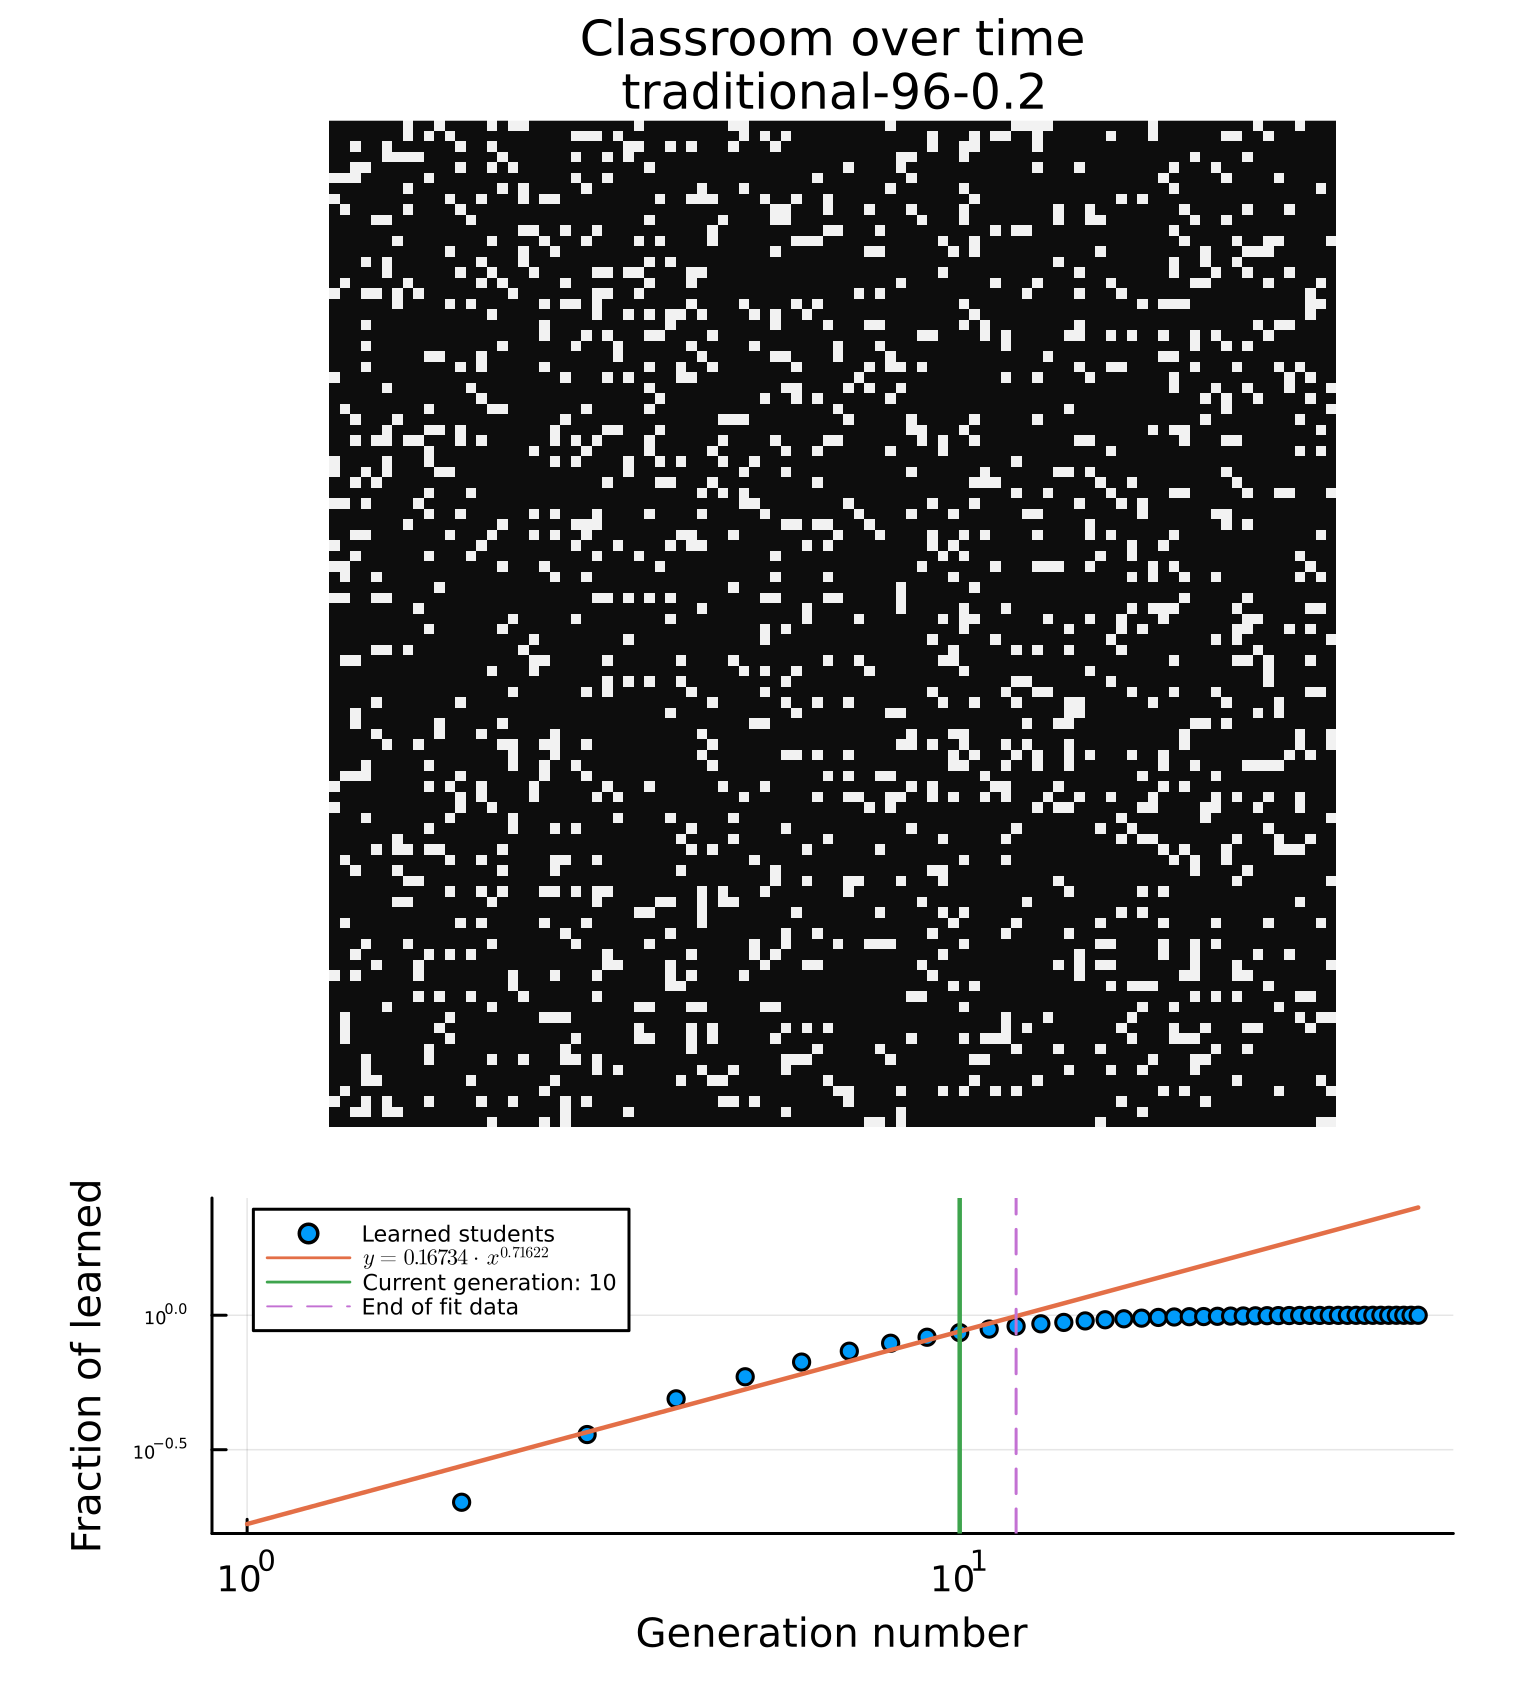 Classroom over time
traditional-96-0.2
Fraction of learned
Learned students
y = 0.16734 · x^0.71622
Current generation: 10
End of fit data
10^0.0
10^−0.5
10^0
10^1
Generation number